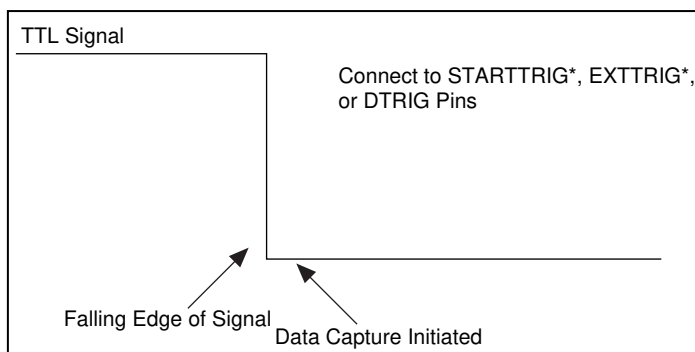 TTL Signal
Connect to STARTTRIG*, EXTTRIG*,
or DTRIG Pins
Falling Edge of Signal
Data Capture Initiated